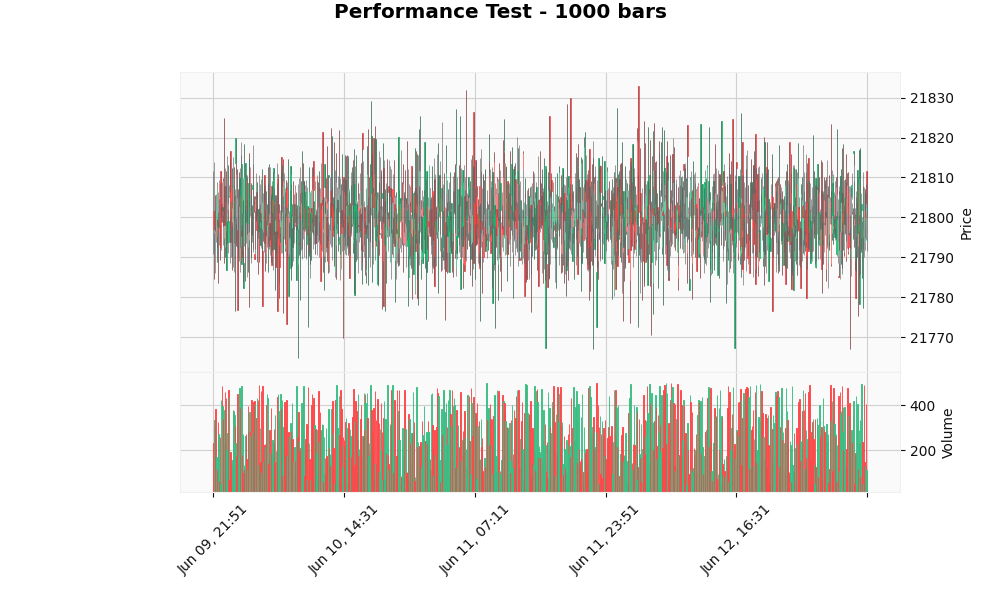 Performance Test - 1000 bars
21830
21820
21810
21800
21790
21780
21770
Price
400
200
Volume
Jun 09, 21:51
Jun 10, 14:31
Jun 11, 07:11
Jun 11, 23:51
Jun 12, 16:31